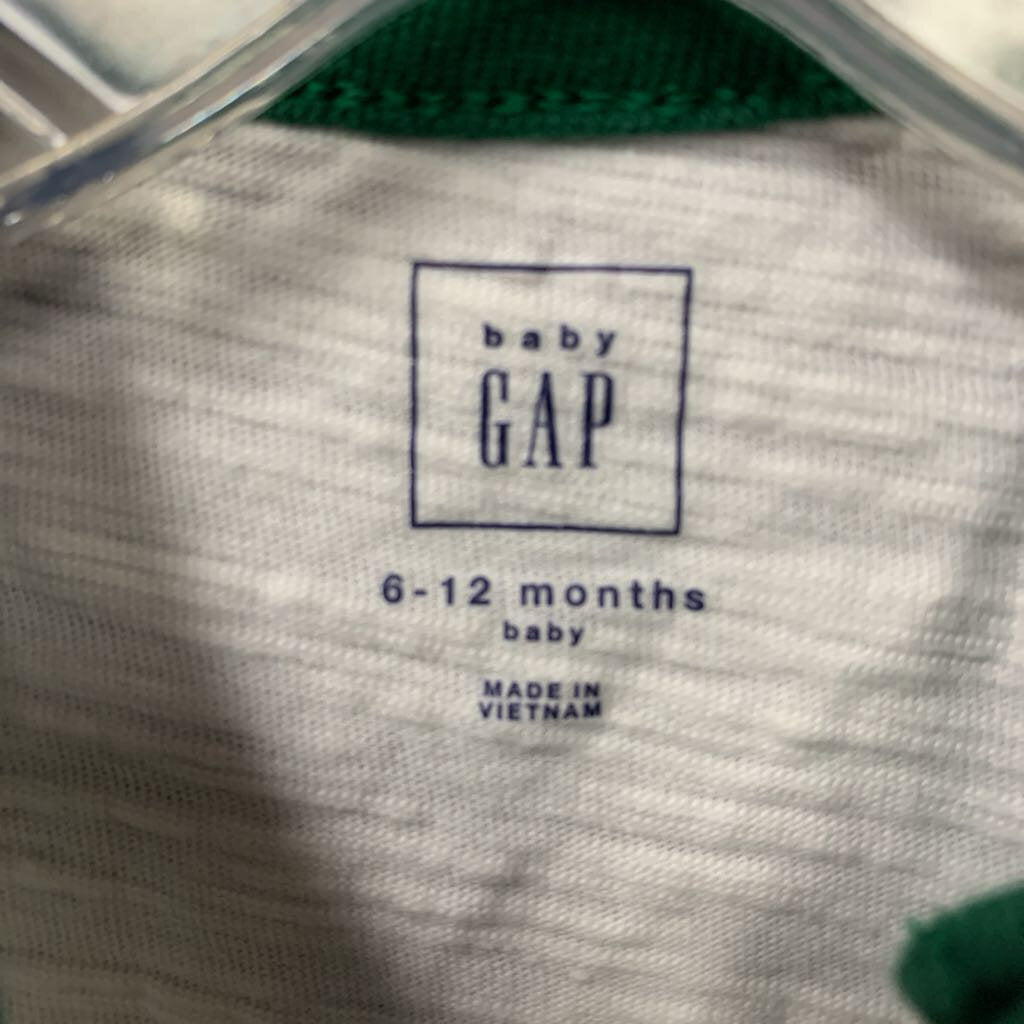 baby
GAP
6-12 months
baby
MADE IN
VIETNAM